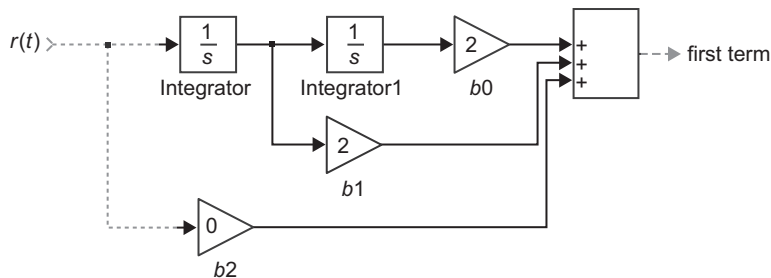 r(t)
1
s
Integrator
1
s
Integrator1
2
b0
+
+
+
first term
2
b1
0
b2